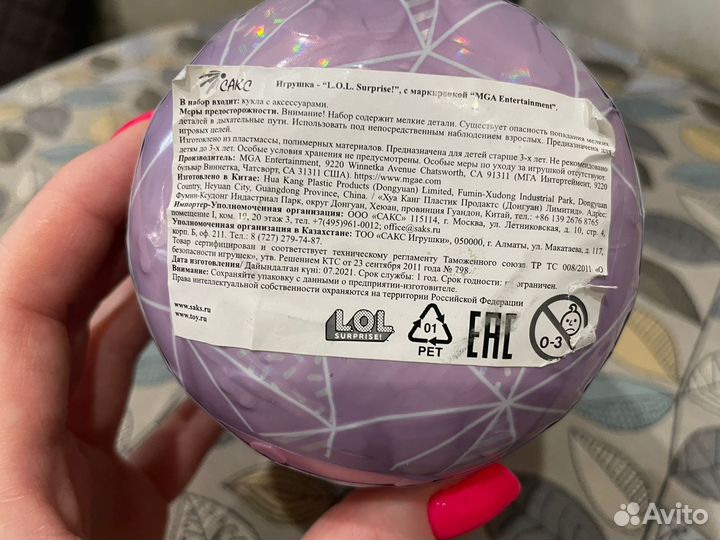 САКС
Игрушка - “L.O.L. Surprise!”, с маркировкой “MGA Entertainment”.
В набор входит: кукла с аксессуарами.
Меры предосторожности. Внимание! Набор содержит мелкие детали. Существует опасность попадания мелких
деталей в дыхательные пути. Использовать под непосредственным наблюдением взрослых. Предназначена для
игровых целей.
Изготовлено из пластмассы, полимерных материалов. Предназначена для детей старше 3-х лет. Не рекомендовано
детям до 3-х лет. Особые условия хранения не предусмотрены. Особые меры по уходу за игрушкой отсутствуют.
Производитель: MGA Entertainment, 9220 Winnetka Avenue Chatsworth, CA 91311 (МГА Интертеймент, 9220
бульвар Виннетка, Чатсворт, СА 31311 США). https://www.mgae.com
Изготовлено в Китае: Hua Kang Plastic Products (Dongyuan) Limited, Fumin-Xudong Industrial Park, Dongyuan
County, Heyuan City, Guangdong Province, China. / «Хуа Канг Пластик Продактс (Донгуан) Лимитид». Адрес:
Фумин-Ксудонг Индастриал Парк, округ Донгуан, Хеюан, провинция Гуандон, Китай, тел.: +86 139 2676 8765
Импортер-Уполномоченная организация: ООО «САКС» 115114, г. Москва, ул. Летниковская, д. 10, стр. 4,
помещение I, ком. 19, 20 этаж 3, тел. +7(495)961-0012; office@saks.ru
Уполномоченная организация в Казахстане: ТОО «САКС Игрушки», 050000, г. Алматы, ул. Макатаева, д. 117,
корп. Б, оф. 211. Тел.: 8 (727) 279-74-87.
Товар сертифицирован и соответствует техническому регламенту Таможенного союза ТР ТС 008/2011 «О
безопасности игрушек», утв. Решением КТС от 23 сентября 2011 года № 798.
Дата изготовления/ Дайындалган куні: 07.2021. Срок службы: 1 год. Срок годности: не ограничен.
Внимание: Сохраняйте упаковку с данными о предприятии-изготовителе.
Права интеллектуальной собственности охраняются на территории Российской Федерации
www.saks.ru
www.toy.ru
L.O.L.
SURPRISE!
01
PET
EAC
0-3
Avito